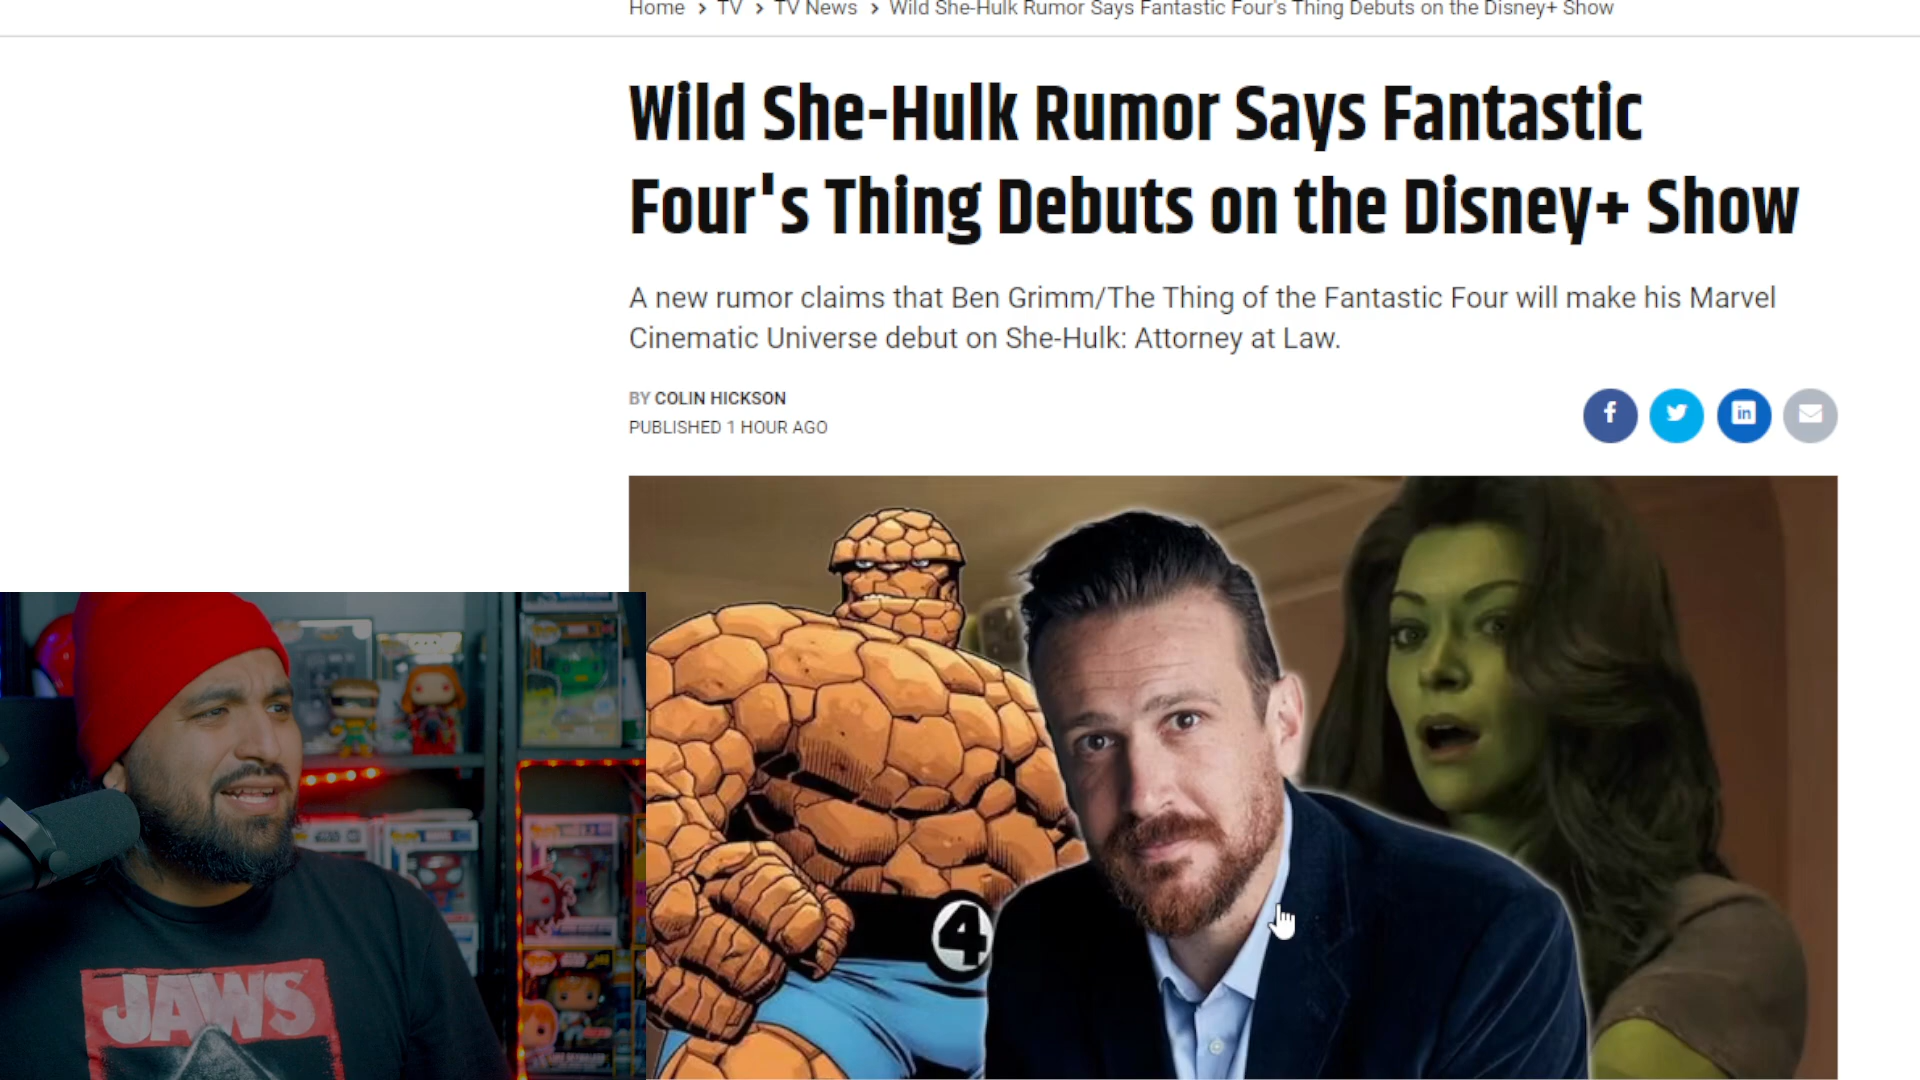 Home > TV > TV News > Wild She-Hulk Rumor Says Fantastic Four's Thing Debuts on the Disney+ Show
Wild She-Hulk Rumor Says Fantastic
Four's Thing Debuts on the Disney+ Show
A new rumor claims that Ben Grimm/The Thing of the Fantastic Four will make his Marvel
Cinematic Universe debut on She-Hulk: Attorney at Law.
BY COLIN HICKSON
PUBLISHED 1 HOUR AGO
f
in
4
JAWS